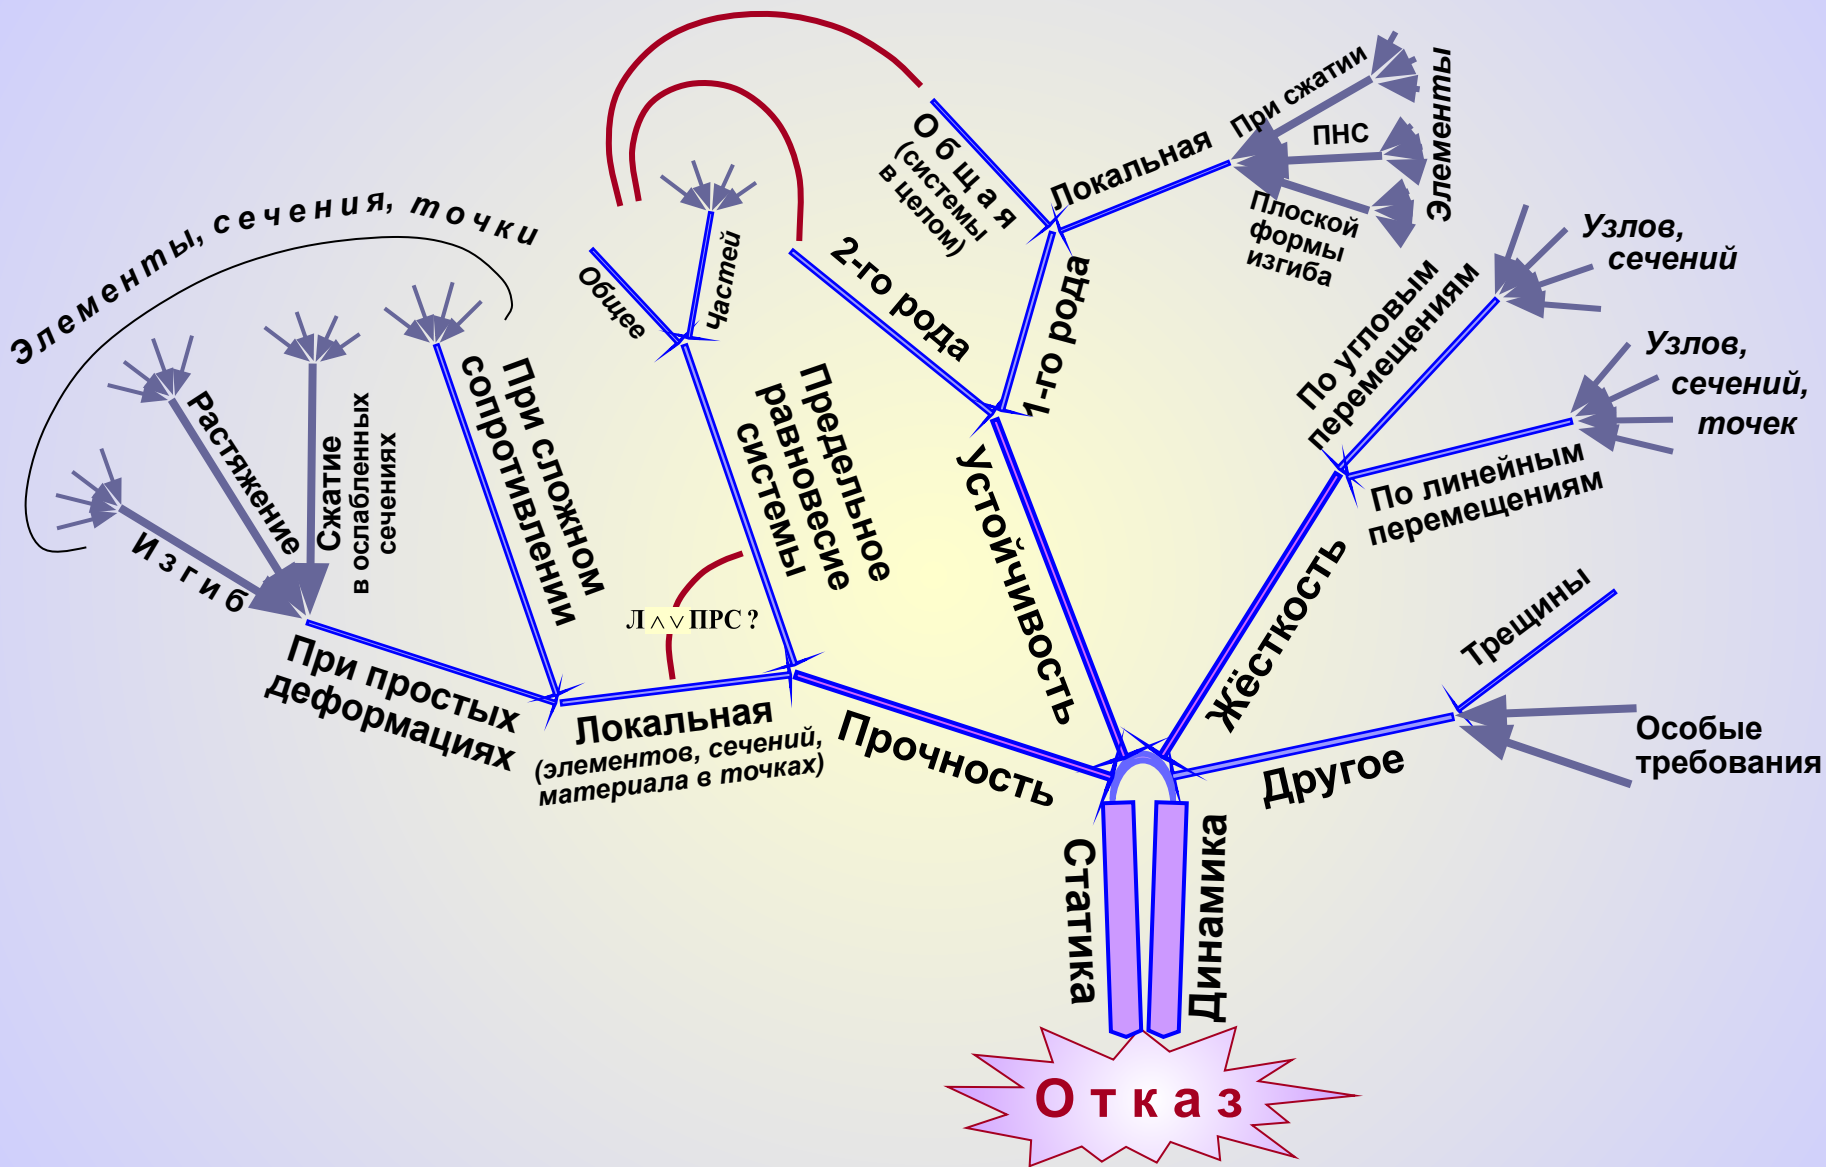 Элементы, сечения, точки
Изгиб
Растяжение
Сжатие
в ослабленных
сечениях
При простых
деформациях
При сложном
сопротивлении
Локальная
(элементов, сечений,
материала в точках)
Л ∧ ∨ ПРС ?
Общее
Частей
Предельное
равновесие
системы
Прочность
2-го рода
1-го рода
Общая
(системы
в целом)
Локальная
При сжатии
ПНС
Плоской
формы
изгиба
Элементы
Устойчивость
По угловым
перемещениям
Узлов,
сечений
По линейным
перемещениям
Узлов,
сечений,
точек
Жёсткость
Трещины
Особые
требования
Другое
Статика
Динамика
Отказ